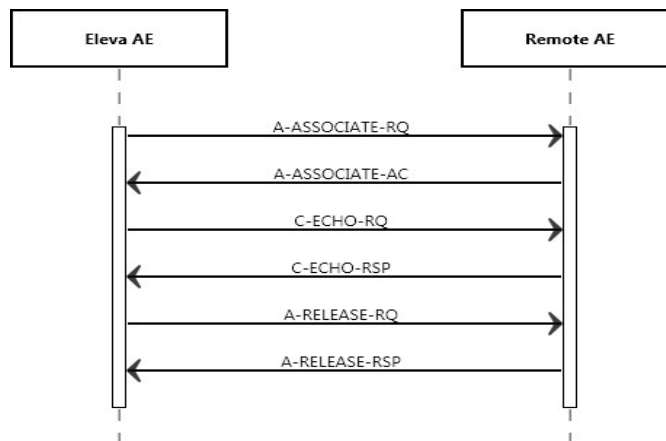 Eleva AE
Remote AE
A-ASSOCIATE-RQ
A-ASSOCIATE-AC
C-ECHO-RQ
C-ECHO-RSP
A-RELEASE-RQ
A-RELEASE-RSP